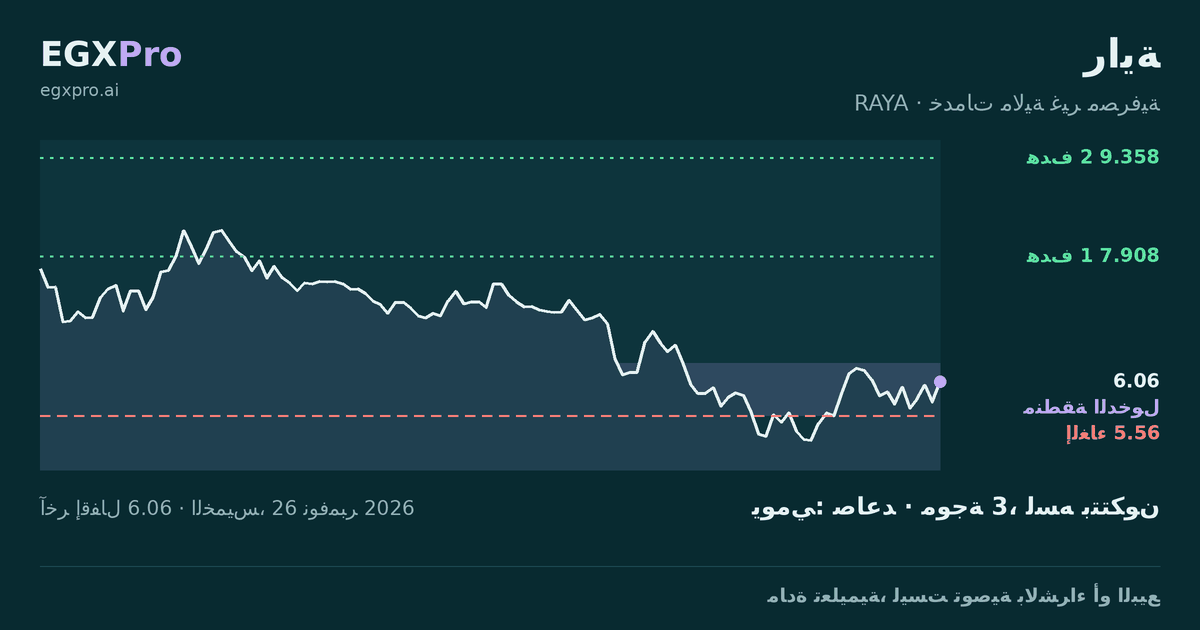 EGXPro
egxpro.ai
راية
RAYA · خدمات مالية غير مصرفية
هدف 2 9.358
هدف 1 7.908
6.06
منطقة الدخول
إلغاء 5.56
يومي: صاعد · موجة 3، لسه بتتكون
آخر إقفال 6.06 · الخميس، 26 نوفمبر 2026
مادة تعليمية، ليست توصية بالشراء أو البيع